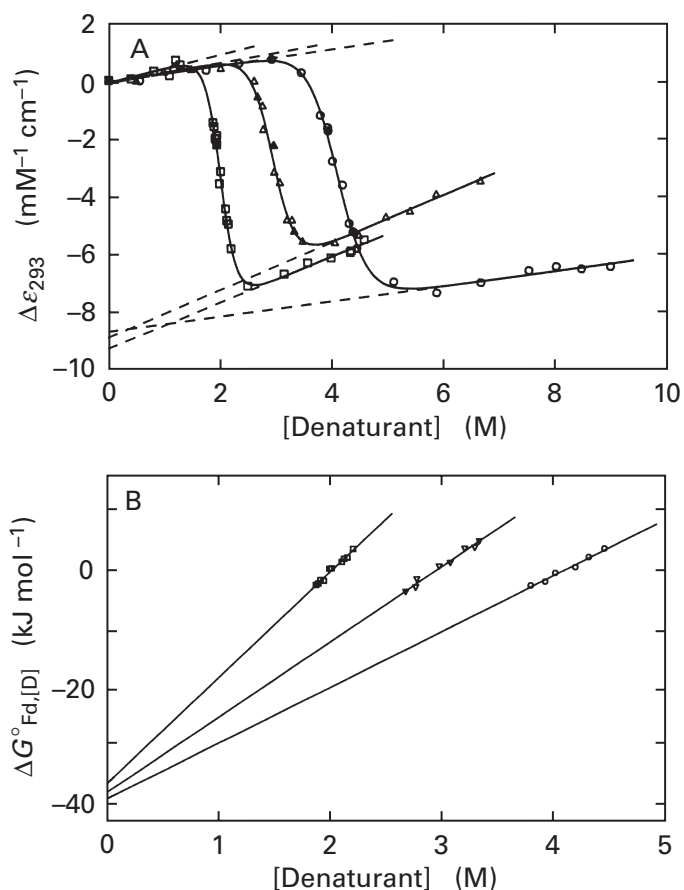 A
2
0
−2
−4
−6
−8
−10
Δε293 (mM−1 cm−1)
0 2 4 6 8 10
[Denaturant] (M)
B
0
−20
−40
ΔG°Fd,[D] (kJ mol −1)
0 1 2 3 4 5
[Denaturant] (M)